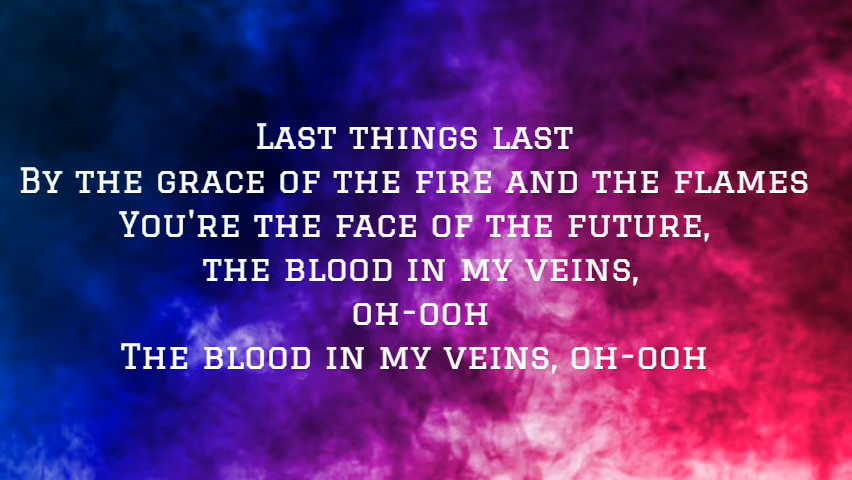 Last things last
By the grace of the fire and the flames
You're the face of the future,
the blood in my veins,
oh-ooh
The blood in my veins, oh-ooh